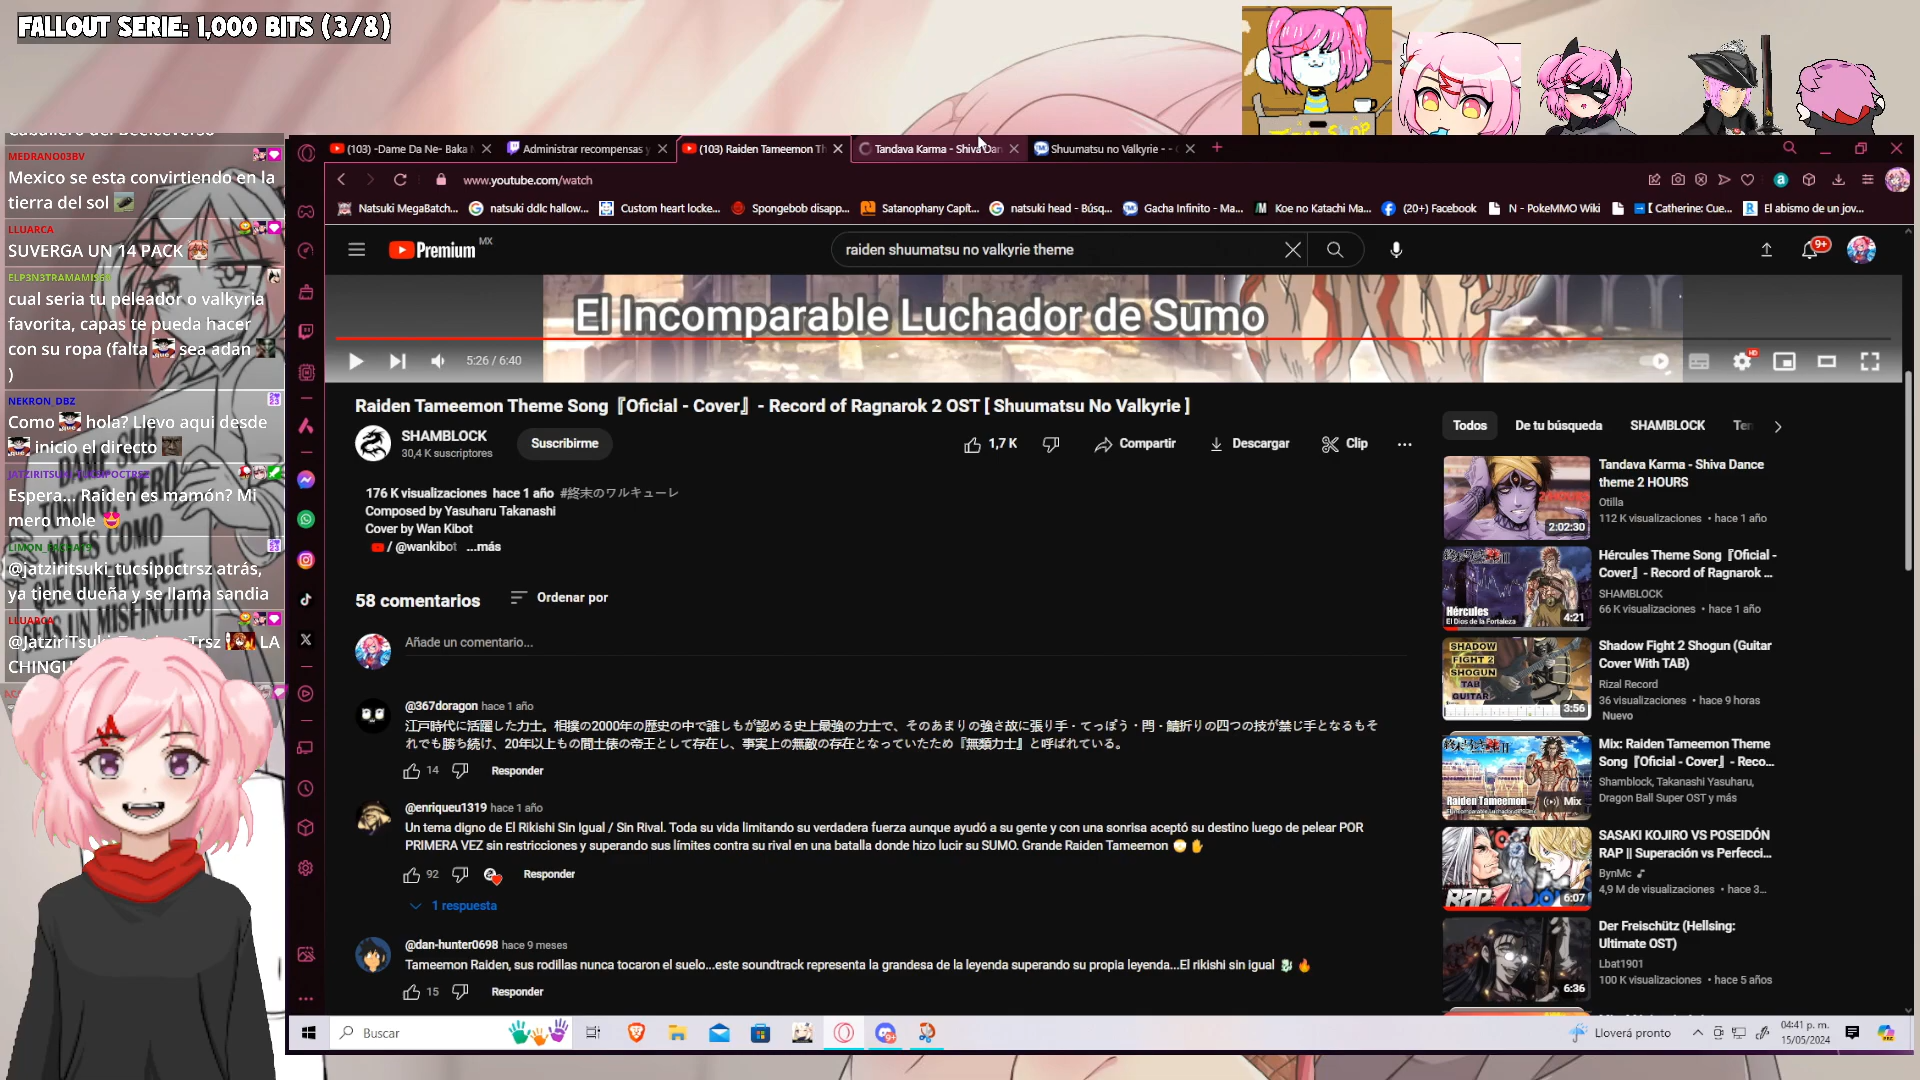 FALLOUT SERIE: 1,000 BITS (3/8)
MEDRANO03BV
Mexico se esta convirtiendo en la
tierra del sol
LLUARCA
SUVERGA UN 14 PACK
cual seria tu peleador o valkyria
favorita, capas te pueda hacer
con su ropa (falta sea adan
)
NEKRON_DBZ
Como hola? Llevo aqui desde
inicio el directo
Espera... Raiden es mamón? Mi
mero mole
@jatziritsuki_tucsipoctrsz atrás,
ya tiene dueña y se llama sandia
LLUARCA
LA
(103) -Dame Da Ne- Baka M
Administrar recompensas y
(103) Raiden Tameemon Th
Tandava Karma - Shiva Dan
Shuumatsu no Valkyrie - -
www.youtube.com/watch
Natsuki MegaBatch...
natsuki ddlc hallow...
Custom heart locke...
Spongebob disapp...
Satanophany Capít...
natsuki head - Búsq...
Gacha Infinito - Ma...
Koe no Katachi Ma...
(20+) Facebook
N - PokeMMO Wiki
[ Catherine: Cue...
El abismo de un jov...
Premium MX
raiden shuumatsu no valkyrie theme
9+
El Incomparable Luchador de Sumo
5:26 / 6:40
HD
Raiden Tameemon Theme Song『Oficial - Cover』- Record of Ragnarok 2 OST [ Shuumatsu No Valkyrie ]
SHAMBLOCK
30,4 K suscriptores
Suscribirme
1,7 K
Compartir
Descargar
Clip
176 K visualizaciones hace 1 año #終末のワルキューレ
Composed by Yasuharu Takanashi
Cover by Wan Kibot
/ @wankibot ...más
58 comentarios
Ordenar por
Añade un comentario...
@367doragon hace 1 año
江戸時代に活躍した力士。相撲の2000年の歴史の中で誰しもが認める史上最強の力士で、そのあまりの強さ故に張り手・てっぽう・閂・鯖折りの四つの技が禁じ手となるもそ
れでも勝ち続け、20年以上もの間土俵の帝王として存在し、事実上の無敵の存在となっていたため『無類力士』と呼ばれている。
14
Responder
@enriqueu1319 hace 1 año
Un tema digno de El Rikishi Sin Igual / Sin Rival. Toda su vida limitando su verdadera fuerza aunque ayudó a su gente y con una sonrisa aceptó su destino luego de pelear POR
PRIMERA VEZ sin restricciones y superando sus límites contra su rival en una batalla donde hizo lucir su SUMO. Grande Raiden Tameemon
92
Responder
1 respuesta
@dan-hunter0698 hace 9 meses
Tameemon Raiden, sus rodillas nunca tocaron el suelo...este soundtrack representa la grandesa de la leyenda superando su propia leyenda...El rikishi sin igual
15
Responder
Todos
De tu búsqueda
SHAMBLOCK
Tandava Karma - Shiva Dance
theme 2 HOURS
Otilla
112 K visualizaciones • hace 1 año
2:02:30
Hércules Theme Song『Oficial -
Cover』- Record of Ragnarok ...
SHAMBLOCK
66 K visualizaciones • hace 1 año
Hércules
El Dios de la Fortaleza
4:21
Shadow Fight 2 Shogun (Guitar
Cover With TAB)
Rizal Record
36 visualizaciones • hace 9 horas
Nuevo
SHADOW
FIGHT 2
SHOGUN
TAB
GUITAR
3:56
Mix: Raiden Tameemon Theme
Song『Oficial - Cover』- Reco...
Shamblock, Takanashi Yasuharu,
Dragon Ball Super OST y más
Raiden Tameemon
Mix
SASAKI KOJIRO VS POSEIDÓN
RAP || Superación vs Perfecci...
BynMc
4,9 M de visualizaciones • hace 3...
RAP
6:07
Der Freischütz (Hellsing:
Ultimate OST)
Lbat1901
100 K visualizaciones • hace 5 años
6:36
Buscar
Lloverá pronto
04:41 p. m.
15/05/2024